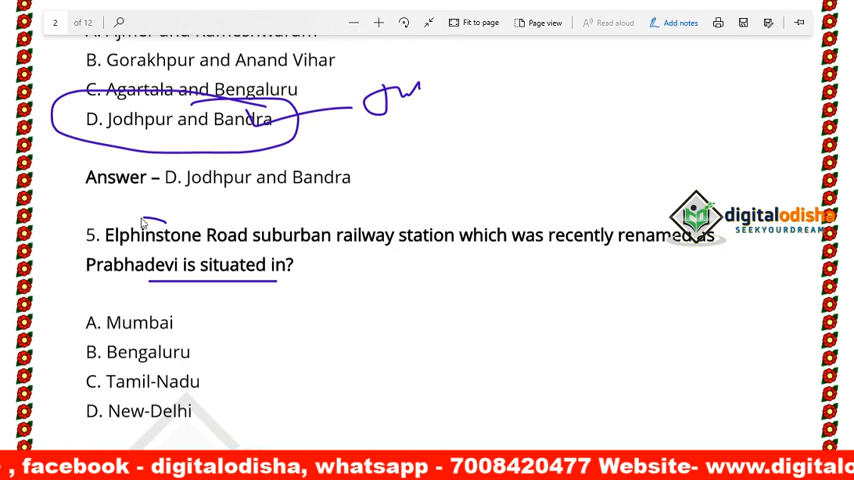 2 of 12 Fit to page Page view Read aloud Add notes
B. Gorakhpur and Anand Vihar
C. Agartala and Bengaluru
D. Jodhpur and Bandra
Answer – D. Jodhpur and Bandra
digitalodisha
SEEKYOURDREAM
5. Elphinstone Road suburban railway station which was recently renamed as
Prabhadevi is situated in?
A. Mumbai
B. Bengaluru
C. Tamil-Nadu
D. New-Delhi
, facebook - digitalodisha, whatsapp - 7008420477 Website- www.digitalo